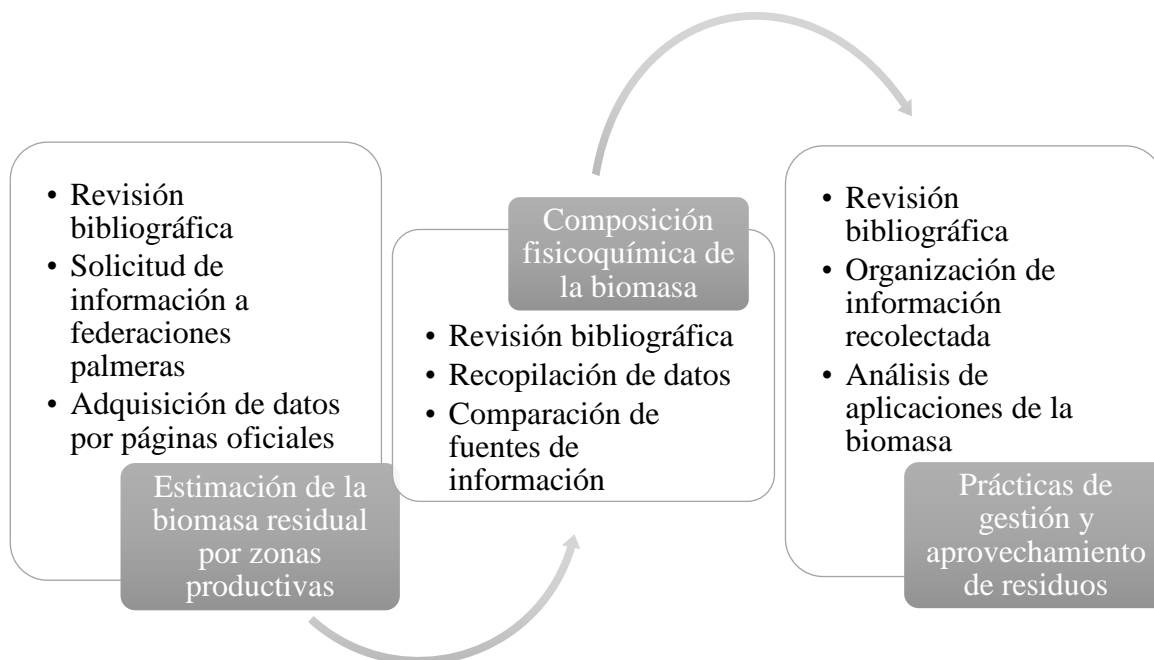 • Revisión
bibliográfica
• Solicitud de
información a
federaciones
palmeras
• Adquisición de datos
por páginas oficiales
Estimación de la
biomasa residual
por zonas
productivas
Composición
fisicoquímica de
la biomasa
• Revisión bibliográfica
• Recopilación de datos
• Comparación de
fuentes de
información
• Revisión
bibliográfica
• Organización de
información
recolectada
• Análisis de
aplicaciones de la
biomasa
Prácticas de
gestión y
aprovechamiento
de residuos